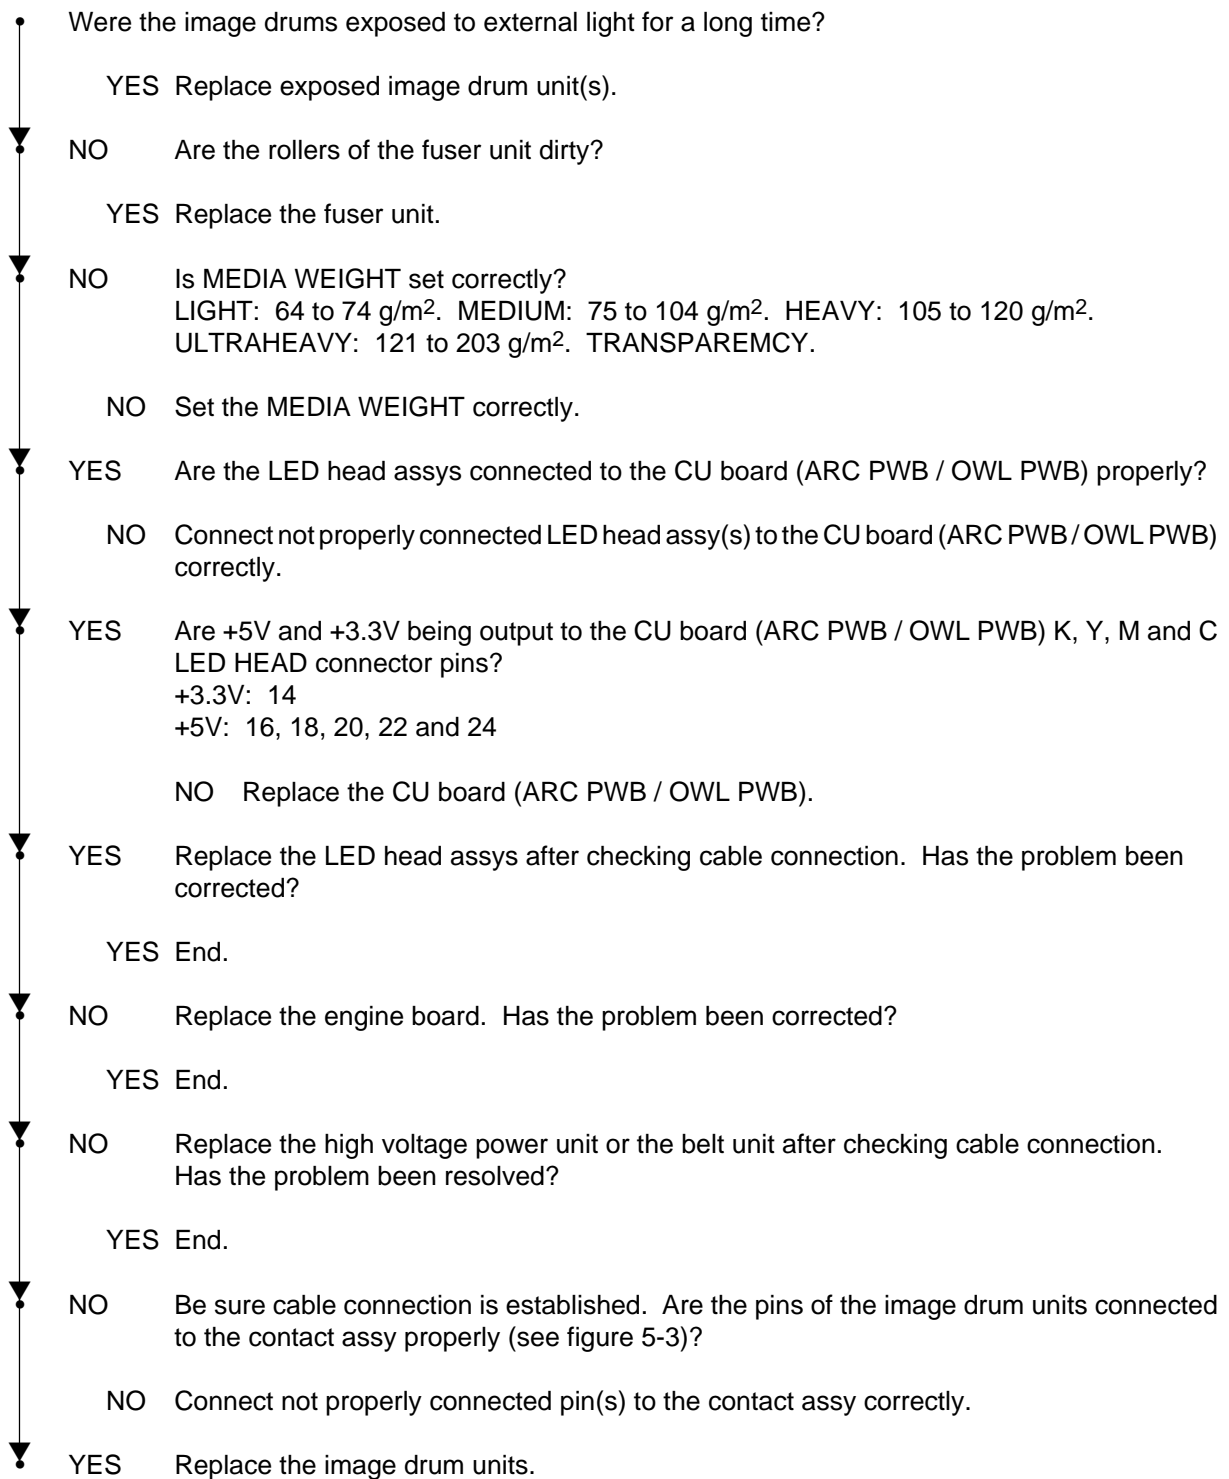 Were the image drums exposed to external light for a long time?
YES Replace exposed image drum unit(s).
NO Are the rollers of the fuser unit dirty?
YES Replace the fuser unit.
NO Is MEDIA WEIGHT set correctly?
LIGHT: 64 to 74 g/m2. MEDIUM: 75 to 104 g/m2. HEAVY: 105 to 120 g/m2.
ULTRAHEAVY: 121 to 203 g/m2. TRANSPAREMCY.
NO Set the MEDIA WEIGHT correctly.
YES Are the LED head assys connected to the CU board (ARC PWB / OWL PWB) properly?
NO Connect not properly connected LED head assy(s) to the CU board (ARC PWB / OWL PWB)
correctly.
YES Are +5V and +3.3V being output to the CU board (ARC PWB / OWL PWB) K, Y, M and C
LED HEAD connector pins?
+3.3V: 14
+5V: 16, 18, 20, 22 and 24
NO Replace the CU board (ARC PWB / OWL PWB).
YES Replace the LED head assys after checking cable connection. Has the problem been
corrected?
YES End.
NO Replace the engine board. Has the problem been corrected?
YES End.
NO Replace the high voltage power unit or the belt unit after checking cable connection.
Has the problem been resolved?
YES End.
NO Be sure cable connection is established. Are the pins of the image drum units connected
to the contact assy properly (see figure 5-3)?
NO Connect not properly connected pin(s) to the contact assy correctly.
YES Replace the image drum units.